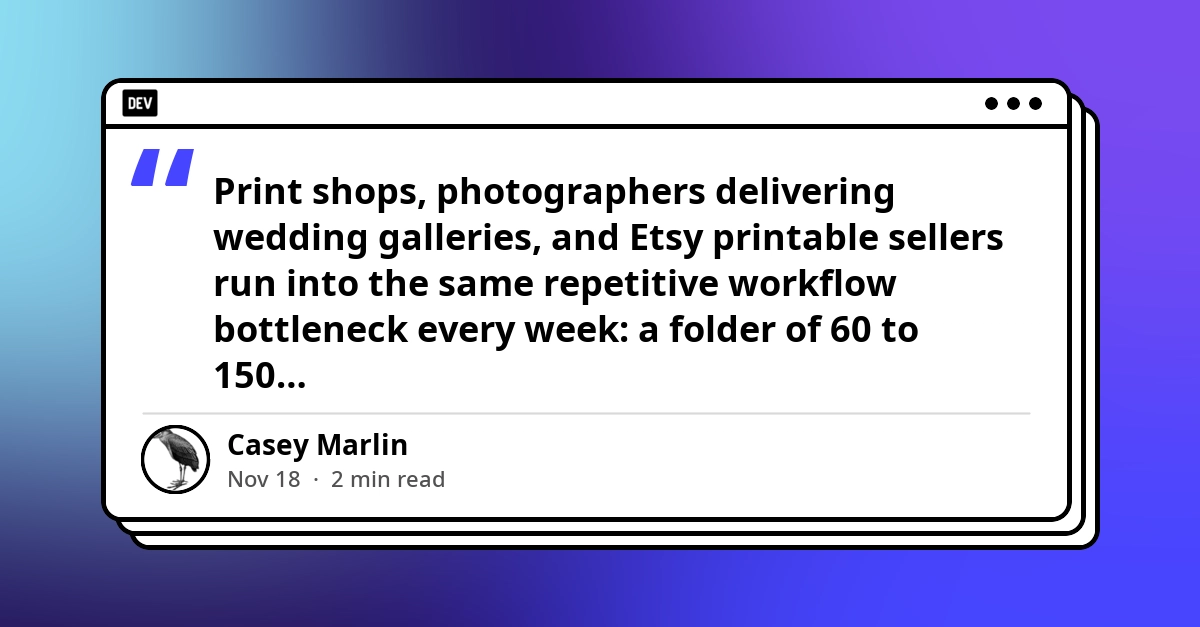 DEV
“
Print shops, photographers delivering
wedding galleries, and Etsy printable sellers
run into the same repetitive workflow
bottleneck every week: a folder of 60 to
150...
Casey Marlin
Nov 18 · 2 min read